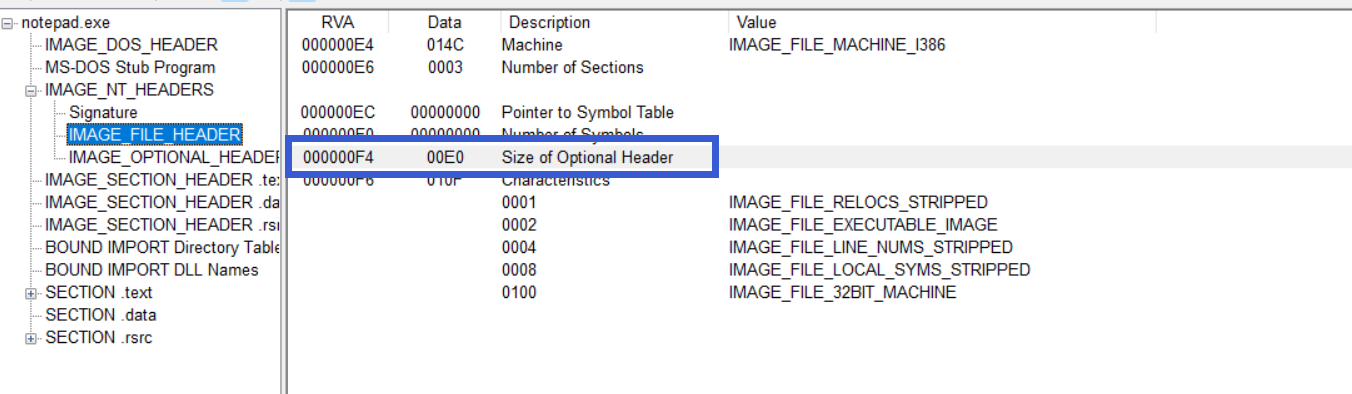 notepad.exe
IMAGE_DOS_HEADER
MS-DOS Stub Program
IMAGE_NT_HEADERS
Signature
IMAGE_FILE_HEADER
IMAGE_OPTIONAL_HEADER
IMAGE_SECTION_HEADER .te
IMAGE_SECTION_HEADER .da
IMAGE_SECTION_HEADER .rsr
BOUND IMPORT Directory Table
BOUND IMPORT DLL Names
SECTION .text
SECTION .data
SECTION .rsrc
RVA Data Description Value
000000E4 014C Machine IMAGE_FILE_MACHINE_I386
000000E6 0003 Number of Sections
000000EC 00000000 Pointer to Symbol Table
000000F0 00000000 Number of Symbols
000000F4 00E0 Size of Optional Header
000000F6 010F Characteristics
0001 IMAGE_FILE_RELOCS_STRIPPED
0002 IMAGE_FILE_EXECUTABLE_IMAGE
0004 IMAGE_FILE_LINE_NUMS_STRIPPED
0008 IMAGE_FILE_LOCAL_SYMS_STRIPPED
0100 IMAGE_FILE_32BIT_MACHINE